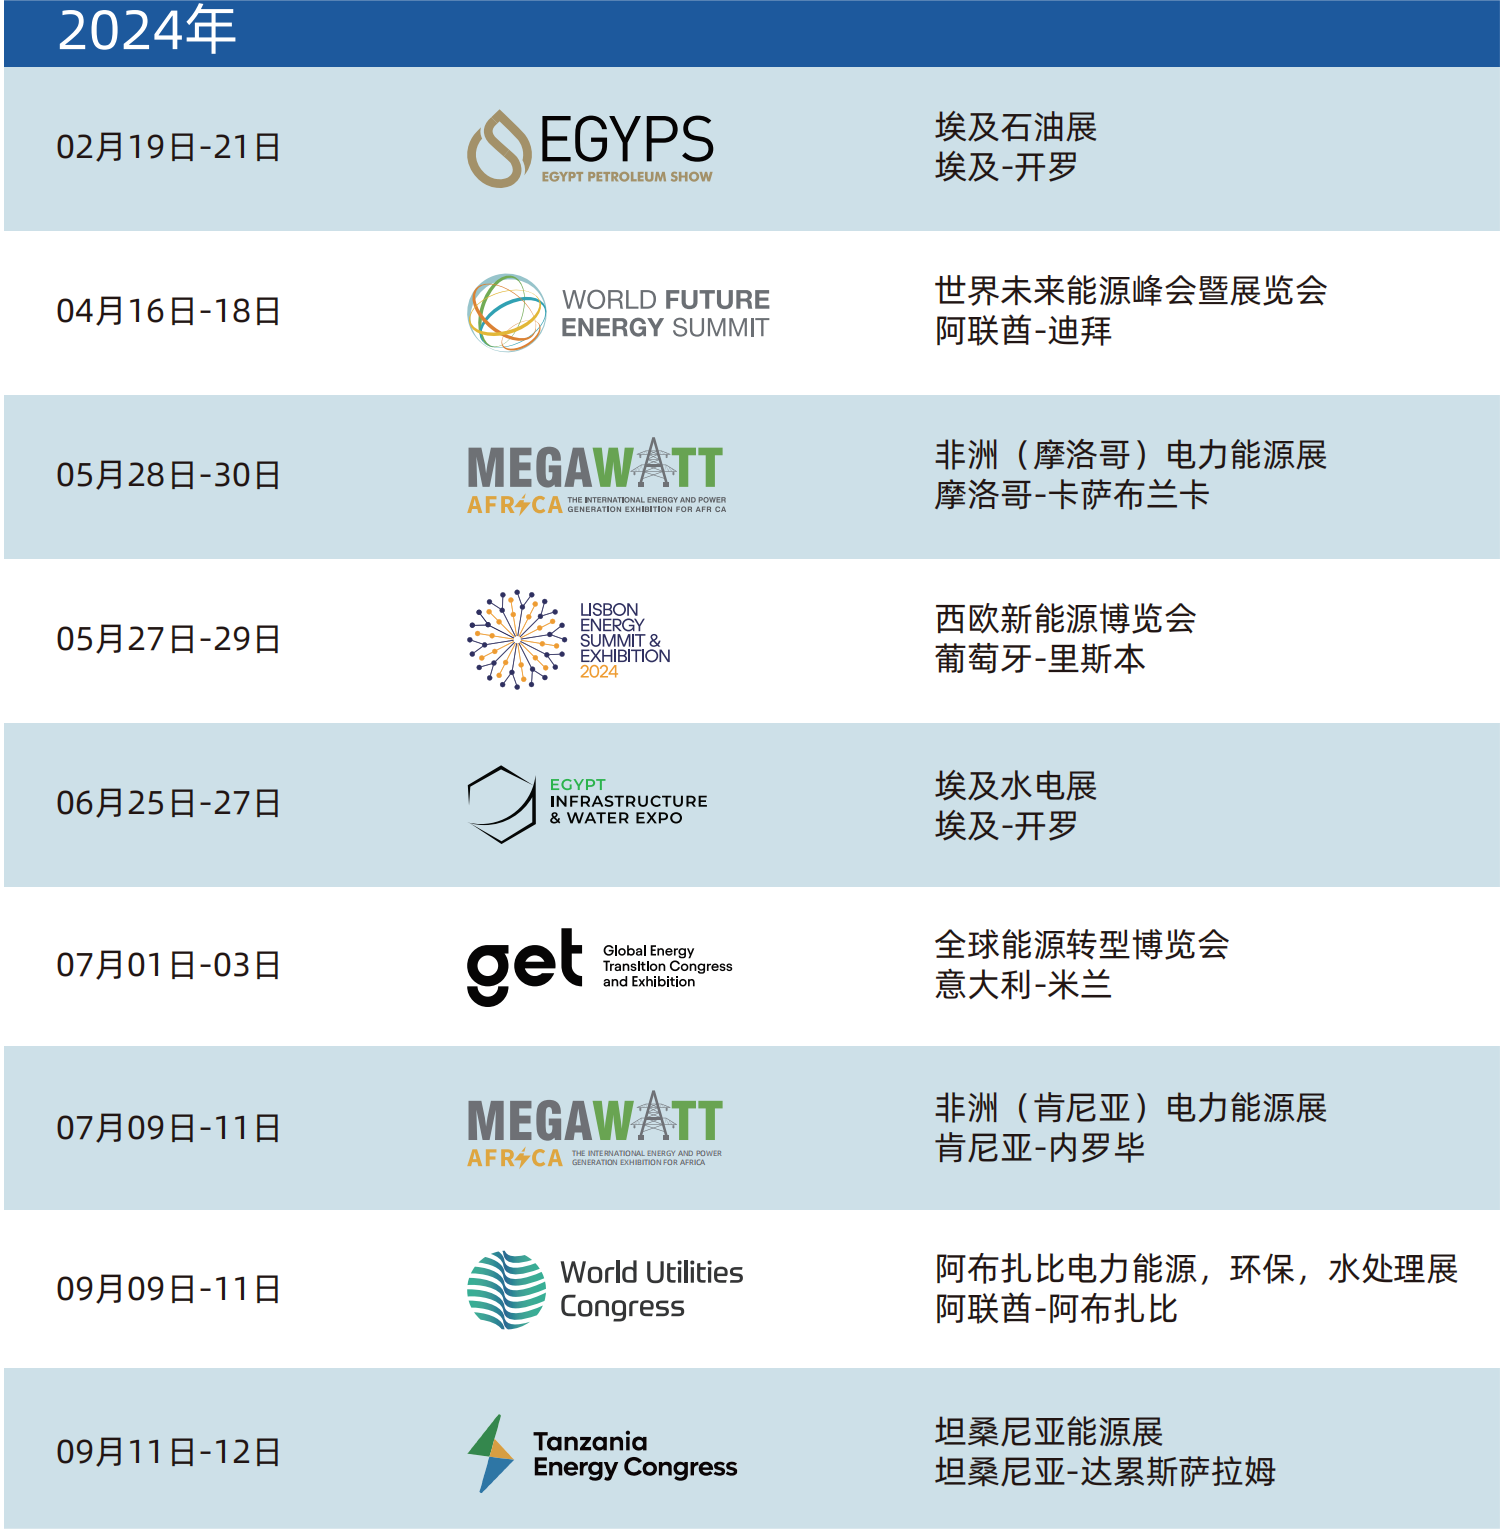 2024年
02月19日-21日
EGYPS
EGYPT PETROLEUM SHOW
埃及石油展
埃及-开罗
04月16日-18日
WORLD FUTURE
ENERGY SUMMIT
世界未来能源峰会暨展览会
阿联酋-迪拜
05月28日-30日
MEGAWATT
AFRICA
THE INTERNATIONAL ENERGY AND POWER
GENERATION EXHIBITION FOR AFR CA
非洲（摩洛哥）电力能源展
摩洛哥-卡萨布兰卡
05月27日-29日
LISBON
ENERGY
SUMMIT &
EXHIBITION
2024
西欧新能源博览会
葡萄牙-里斯本
06月25日-27日
EGYPT
INFRASTRUCTURE
& WATER EXPO
埃及水电展
埃及-开罗
07月01日-03日
get
Global Energy
Transition Congress
and Exhibition
全球能源转型博览会
意大利-米兰
07月09日-11日
MEGAWATT
AFRICA
THE INTERNATIONAL ENERGY AND POWER
GENERATION EXHIBITION FOR AFRICA
非洲（肯尼亚）电力能源展
肯尼亚-内罗毕
09月09日-11日
World Utilities
Congress
阿布扎比电力能源，环保，水处理展
阿联酋-阿布扎比
09月11日-12日
Tanzania
Energy Congress
坦桑尼亚能源展
坦桑尼亚-达累斯萨拉姆